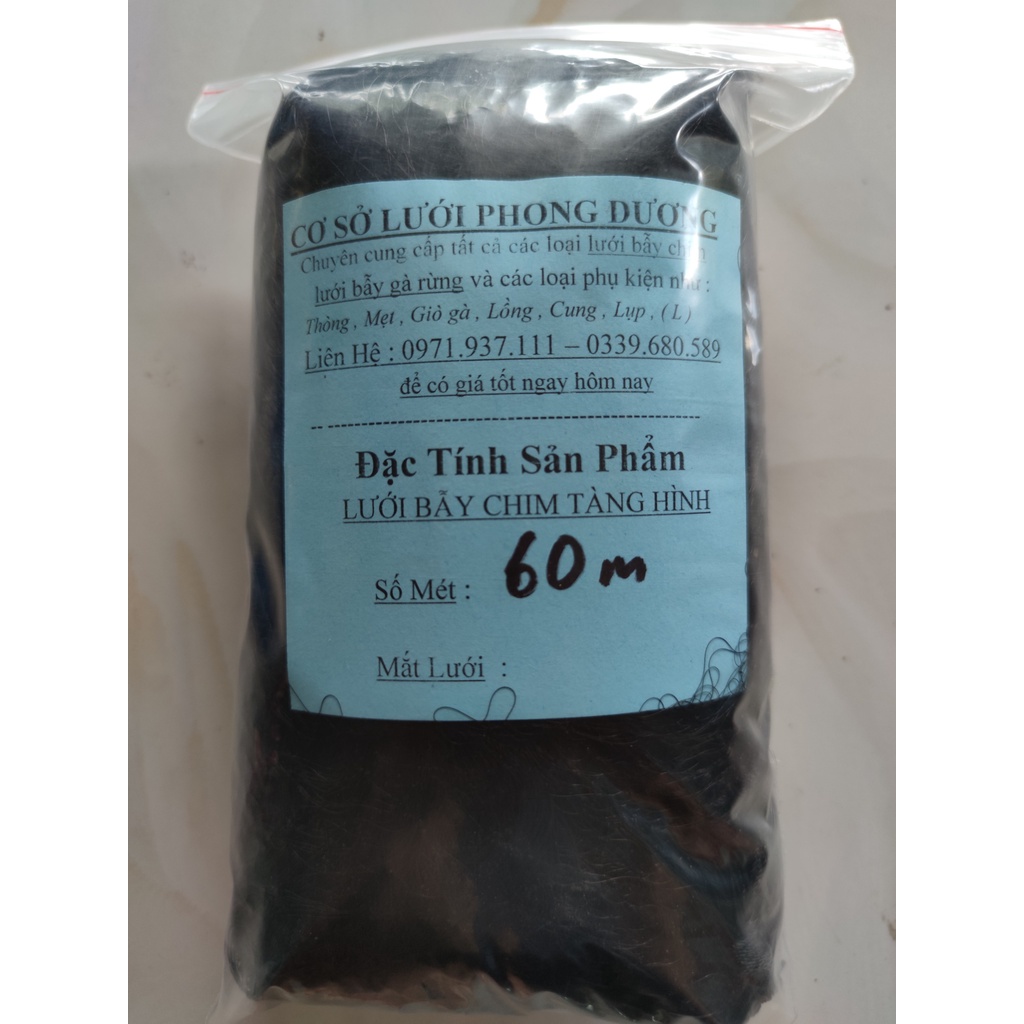 CƠ SỞ LƯỚI PHONG DƯƠNG
Chuyên cung cấp tất cả các loại lưới bẫy chim
lưới bẫy gà rừng và các loại phụ kiện như :
Thòng , Mẹt , Giò gà , Lồng , Cung , Lụp , ( L )
Liên Hệ : 0971.937.111 – 0339.680.589
để có giá tốt ngay hôm nay
Đặc Tính Sản Phẩm
LƯỚI BẪY CHIM TÀNG HÌNH
Số Mét : 60 m
Mắt Lưới :